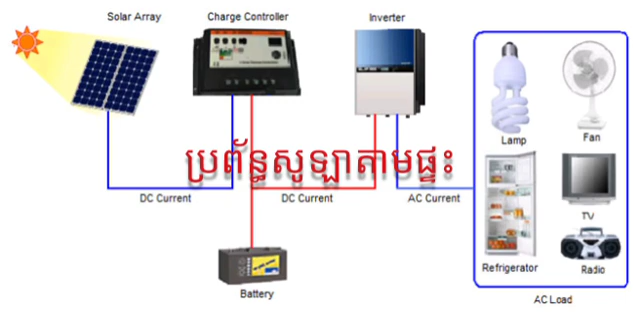 Solar Array
Charge Controller
Inverter
ប្រព័ន្ធសូឡាតាមផ្ទះ
DC Current
DC Current
AC Current
Battery
Lamp
Fan
Refrigerator
TV
Radio
AC Load